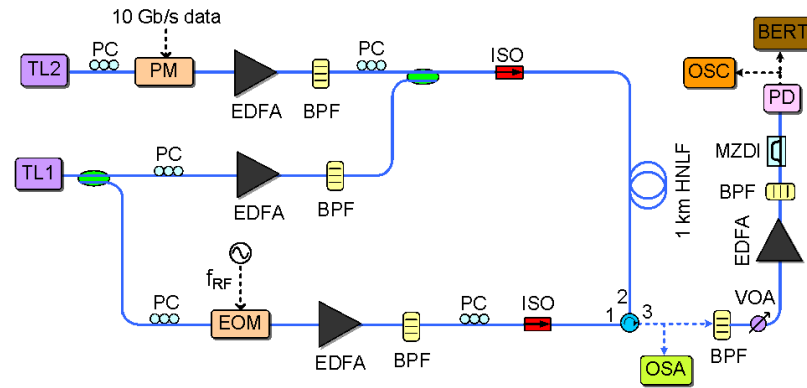 10 Gb/s data
TL2
PC
PM
EDFA
BPF
PC
ISO
BERT
OSC
PD
MZDI
BPF
EDFA
1 km HNLF
TL1
PC
EDFA
BPF
fRF
PC
EOM
EDFA
BPF
PC
ISO
1
2
3
OSA
BPF
VOA